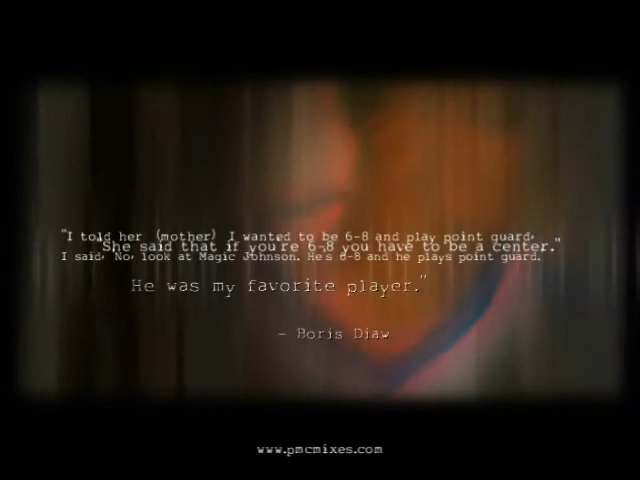 "I told her (mother) I wanted to be 6-8 and play point guard,
"She said that if you're 6-8 you have to be a center."
I said, No, look at Magic Johnson. He's 6-8 and he plays point guard.
He was my favorite player."
- Boris Diaw
www.pmcmixes.com